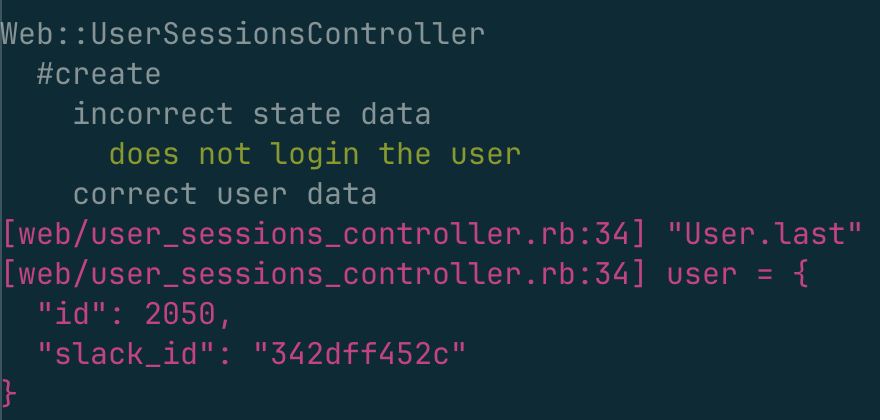 Web::UserSessionsController
  #create
    incorrect state data
      does not login the user
    correct user data
[web/user_sessions_controller.rb:34] "User.last"
[web/user_sessions_controller.rb:34] user = {
  "id": 2050,
  "slack_id": "342dff452c"
}